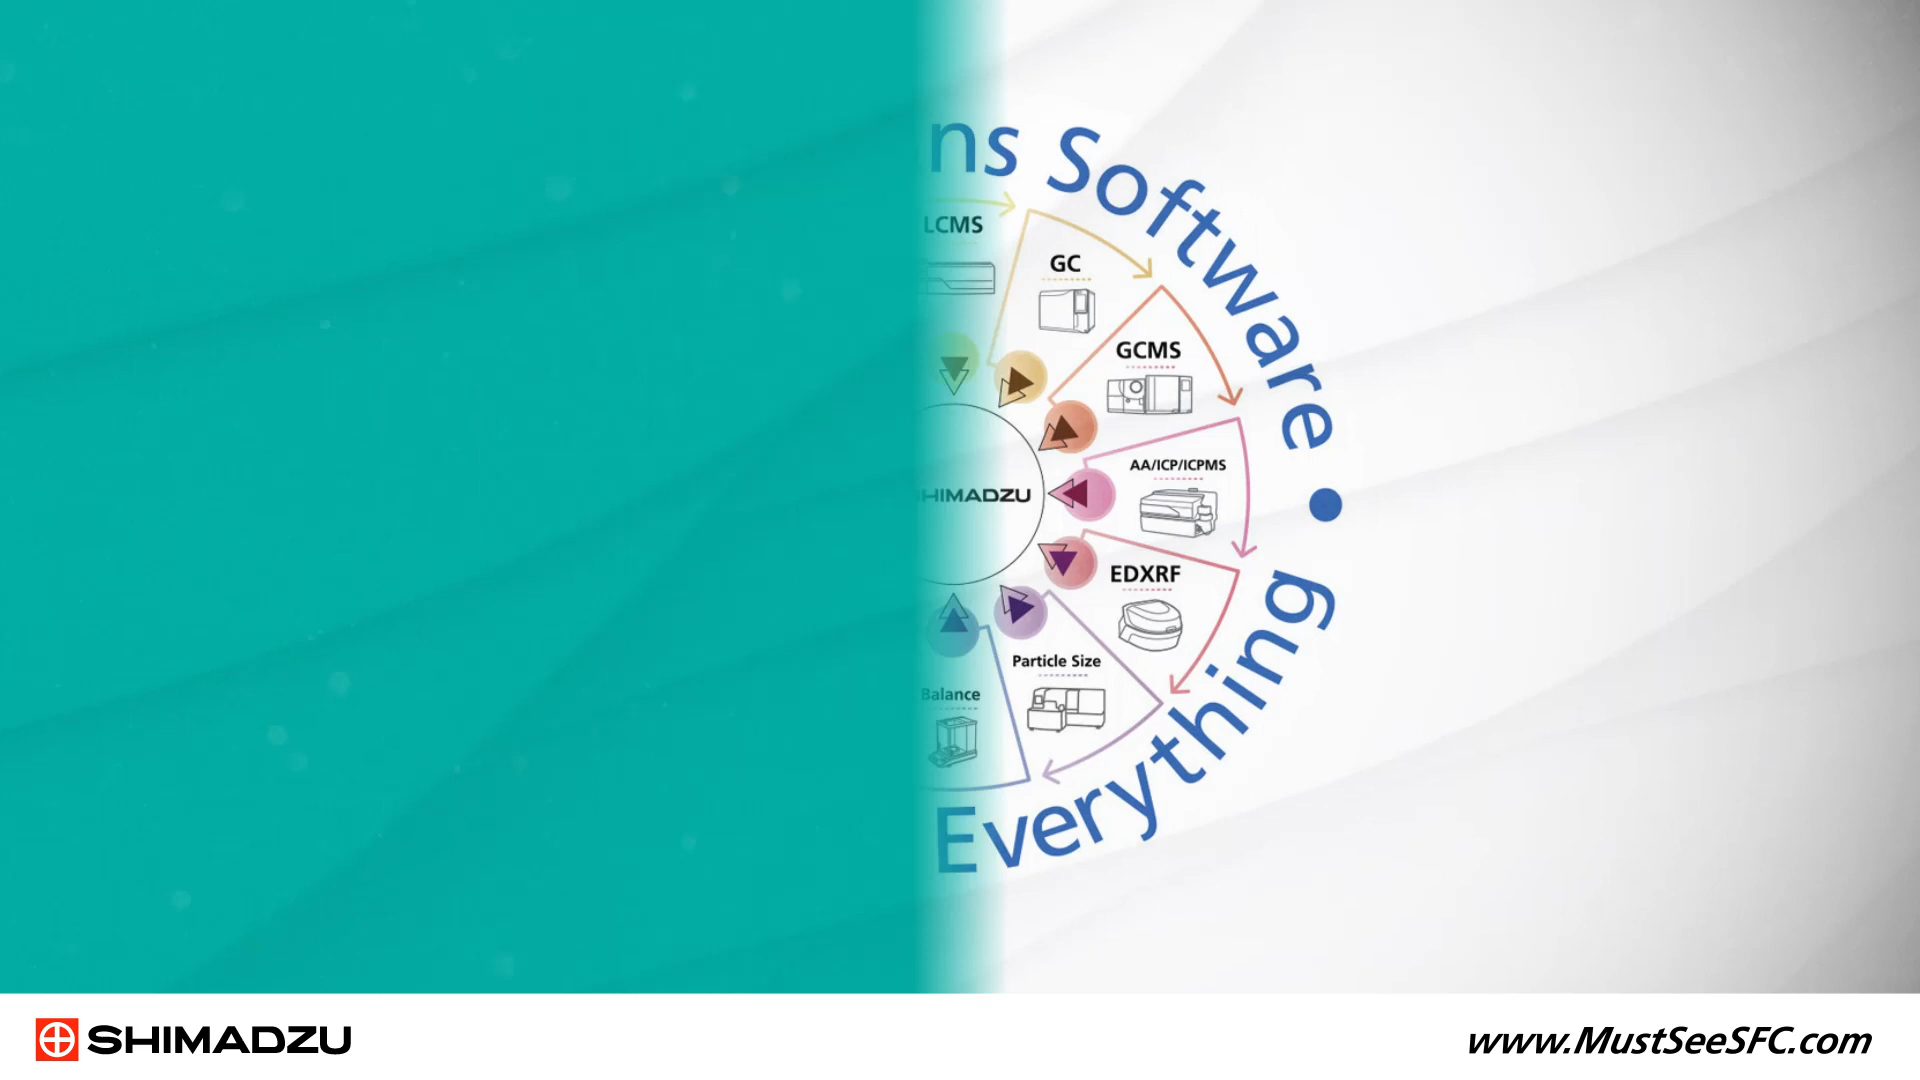 ns Software
LCMS
GC
GCMS
AA/ICP/ICPMS
HIMADZU
EDXRF
Particle Size
Balance
Everything
SHIMADZU
www.MustSeeSFC.com